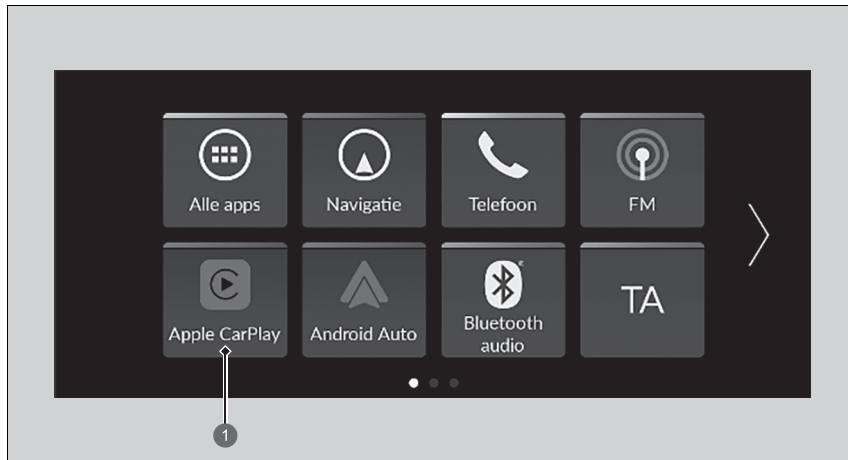 Alle apps
Navigatie
Telefoon
FM
Apple CarPlay
Android Auto
Bluetooth
audio
TA
1